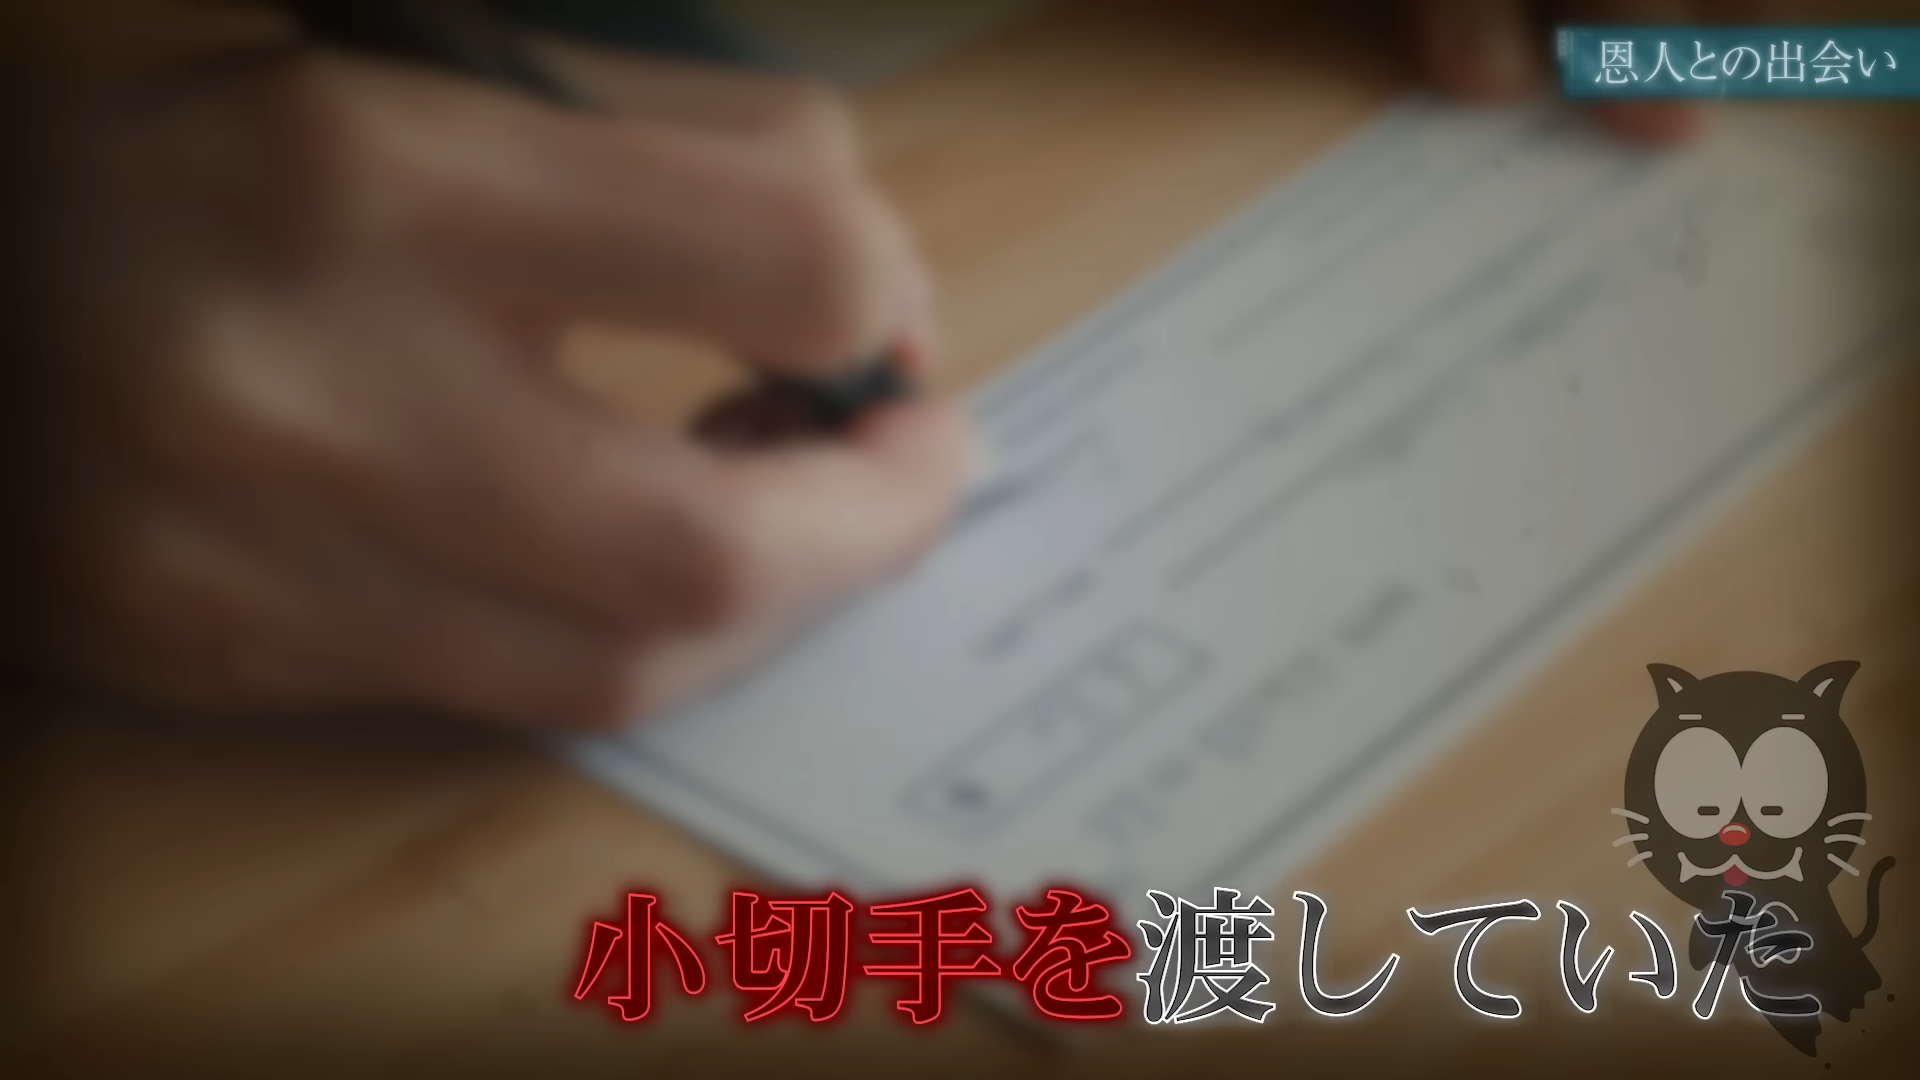 恩人との出会い
小切手を渡していた